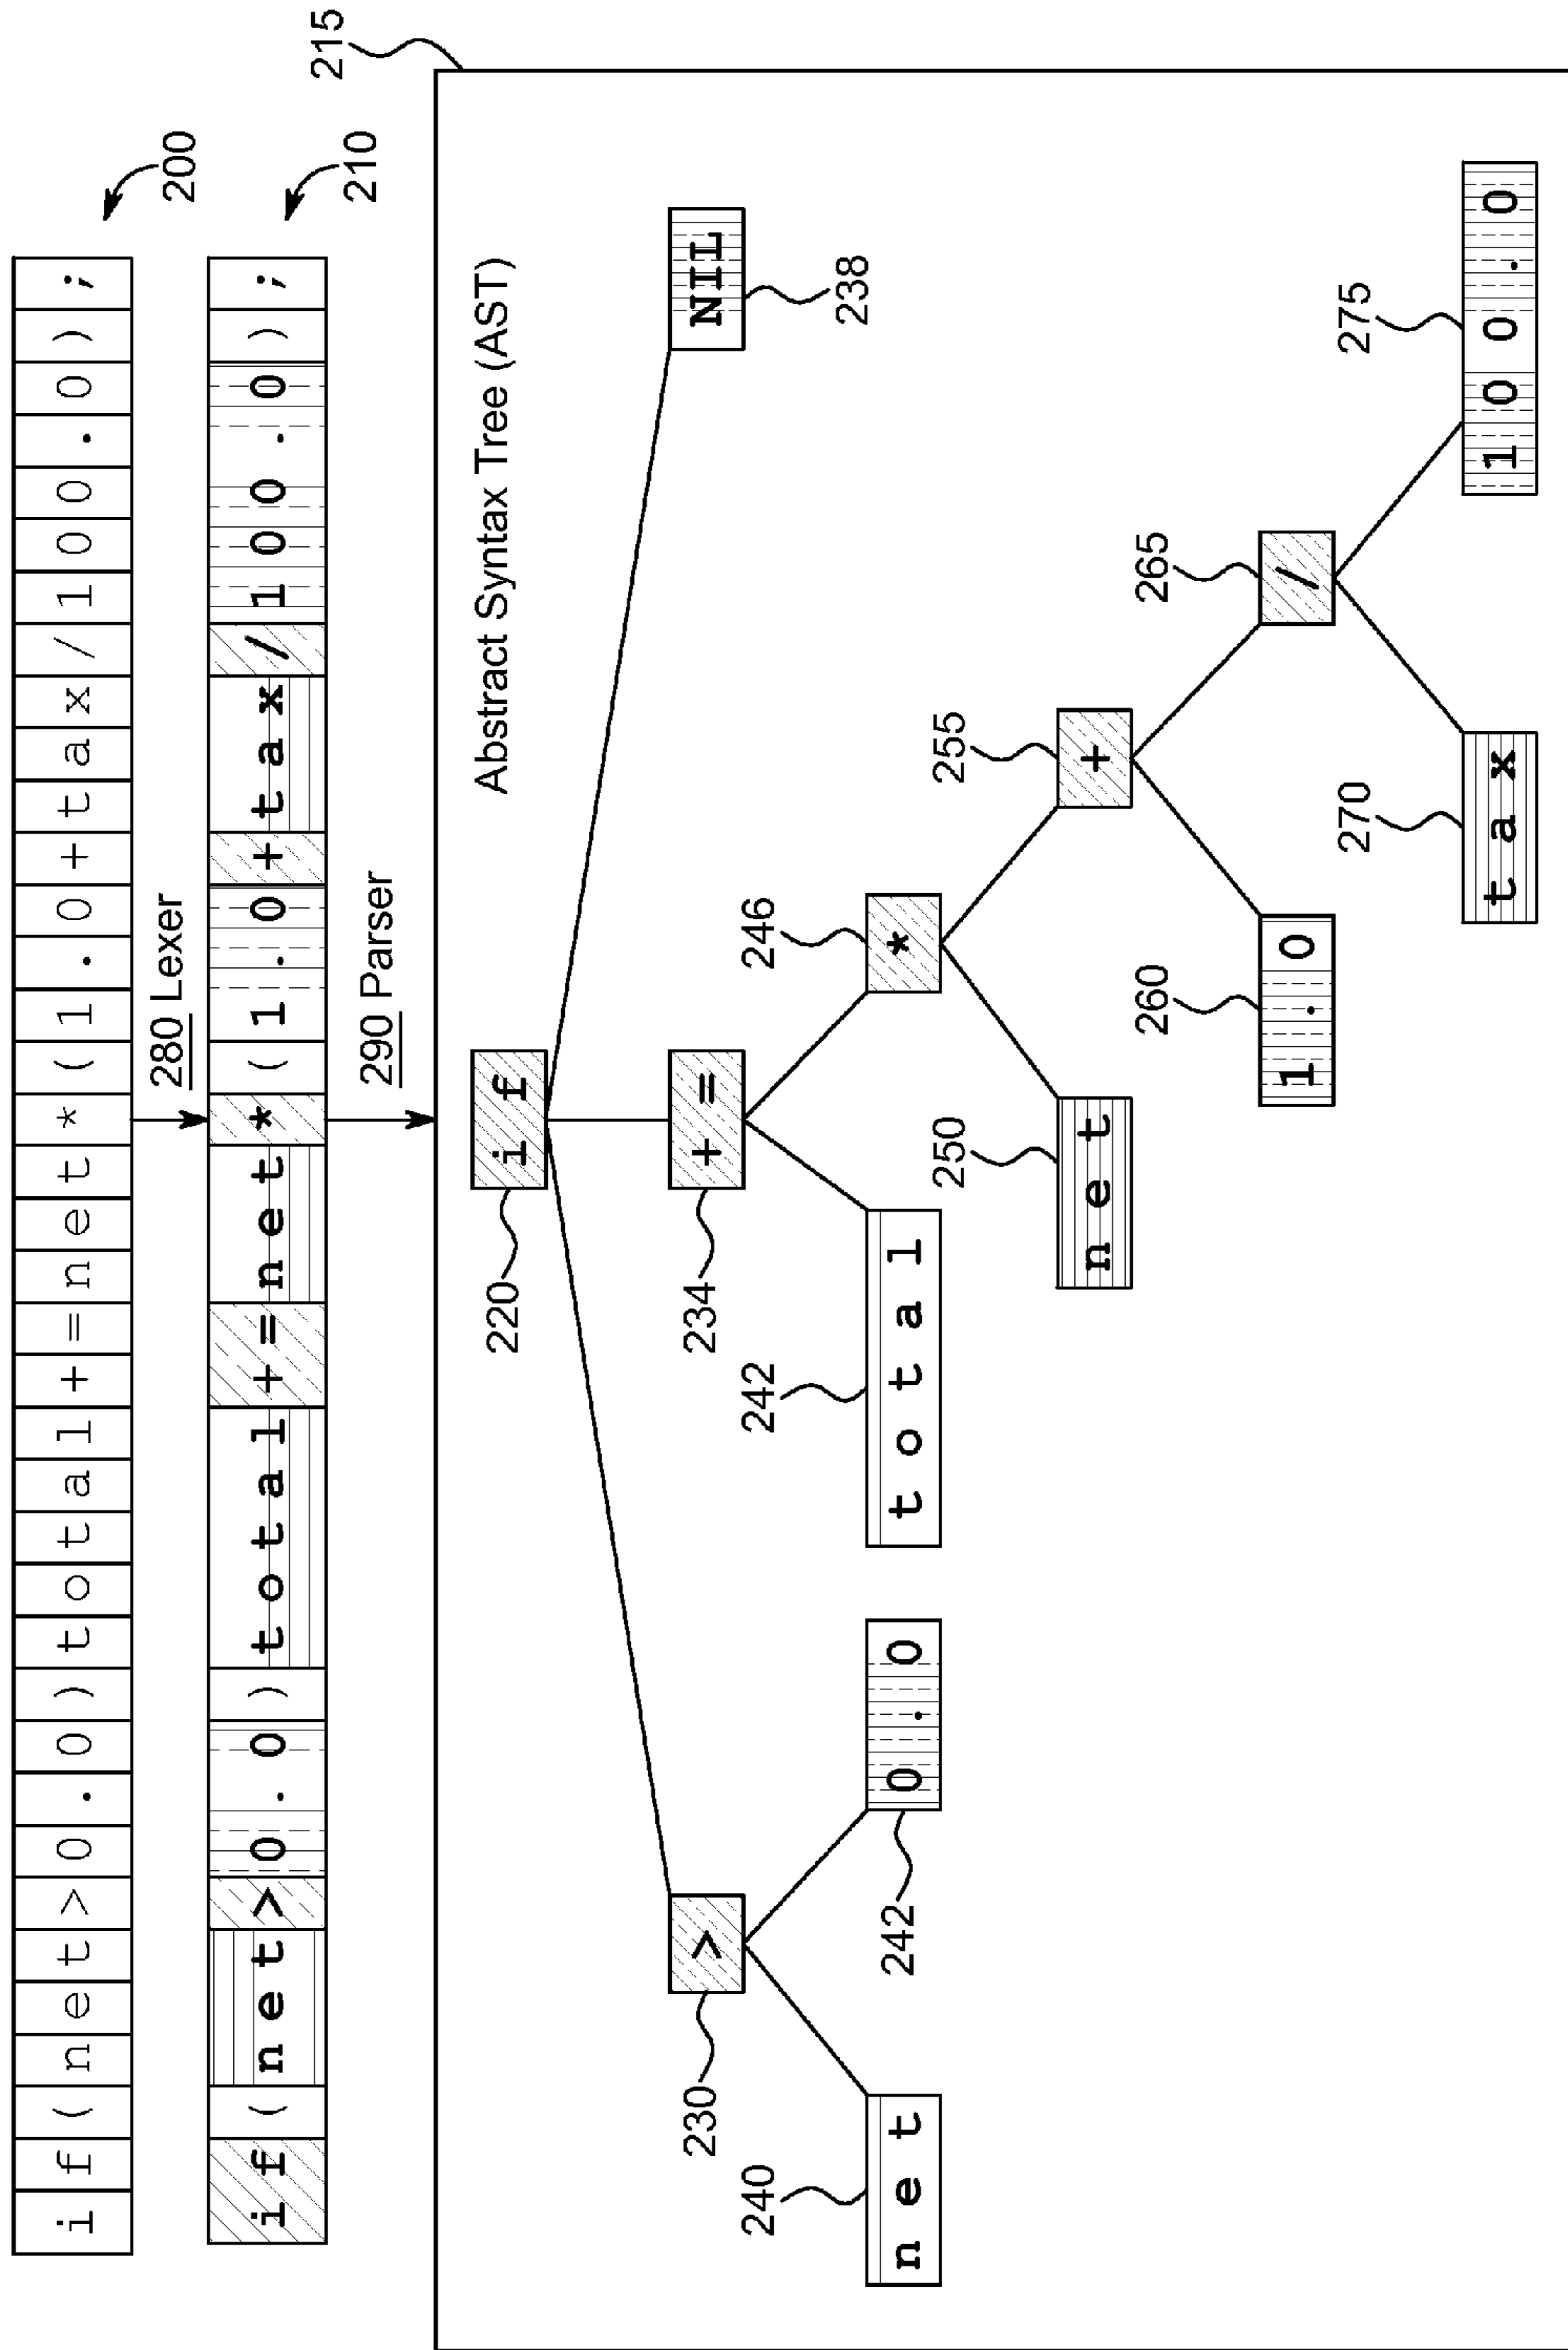 if(net>0.0)total+=net*(1.0+tax/100.0);
200
280 Lexer
if(net>0.0)total+=net*(1.0+tax/100.0);
210
290 Parser
215
Abstract Syntax Tree (AST)
220
if
230
>
234
+=
NIL
238
240
net
242
0.0
242
total
246
*
250
net
255
+
260
1.0
265
/
270
tax
275
100.0